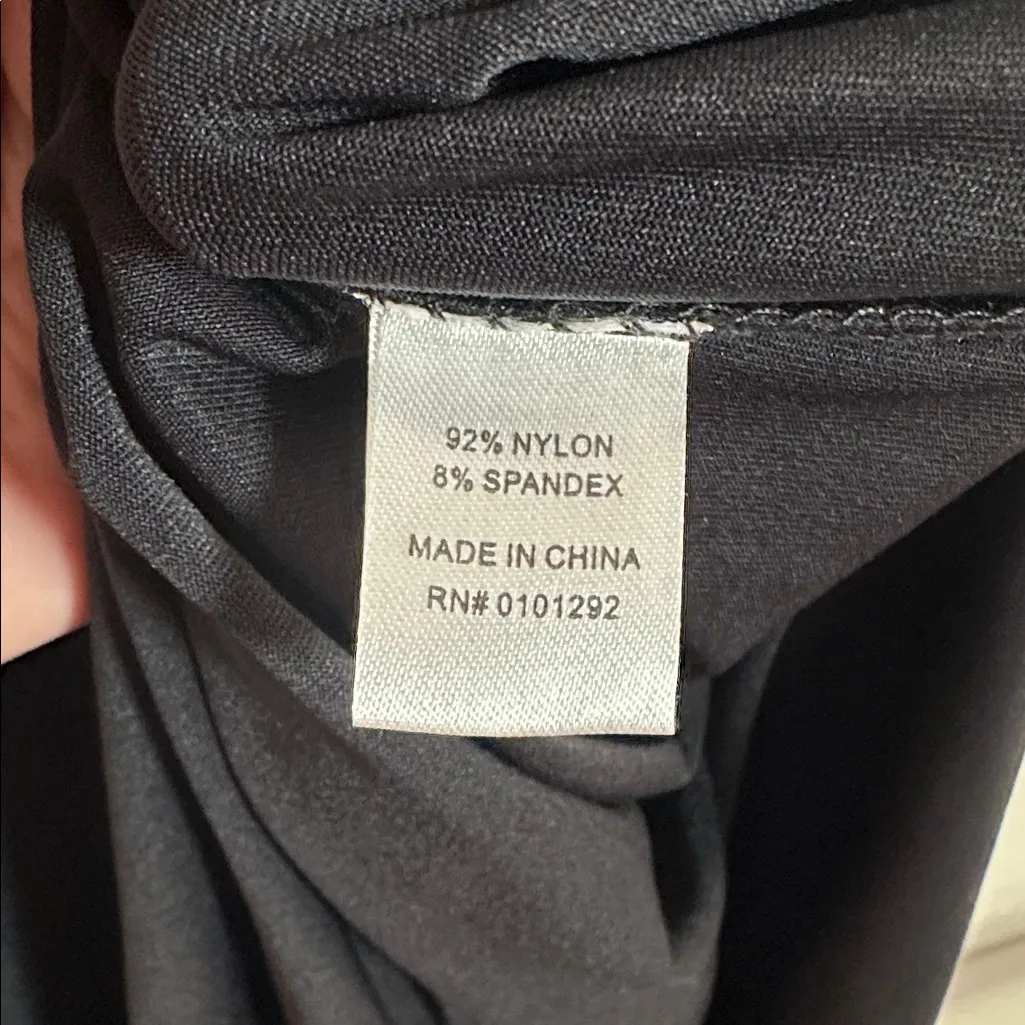 92% NYLON
8% SPANDEX
MADE IN CHINA
RN# 0101292